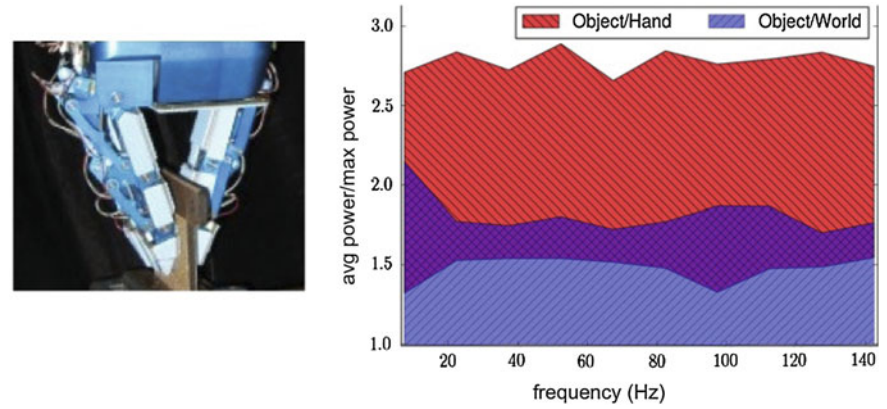 Object/Hand Object/World
3.0
2.5
2.0
1.5
1.0
avg power/max power
20 40 60 80 100 120 140
frequency (Hz)